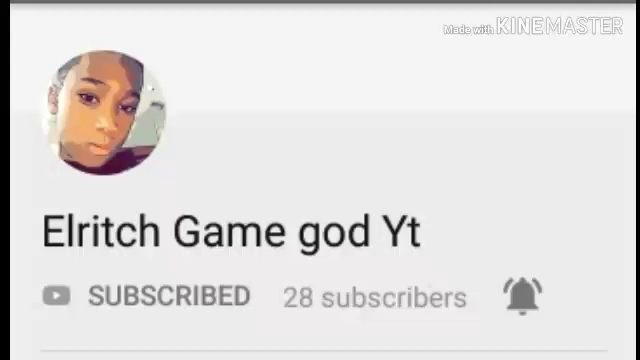 Made with KINEMASTER
Elritch Game god Yt
SUBSCRIBED 28 subscribers